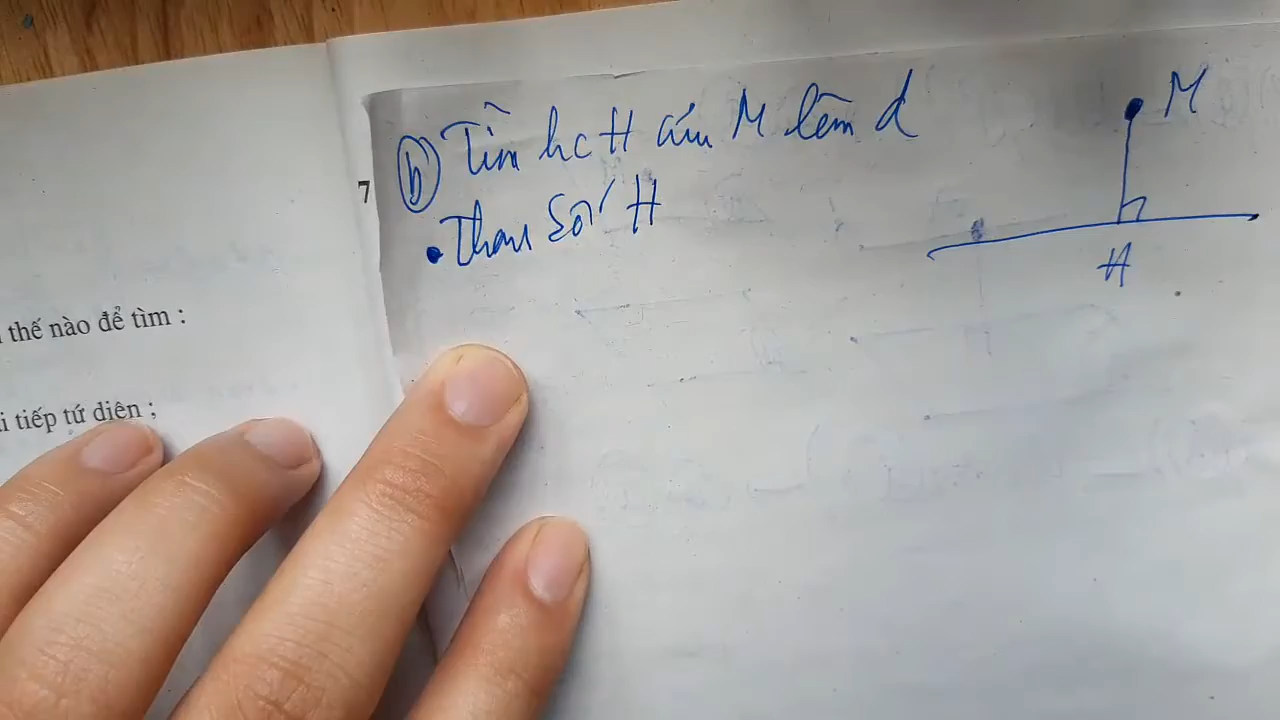 b Tìm hc H của M lên d
• Tham Số H
M
H
7
thế nào để tìm :
i tiếp tứ diện ;